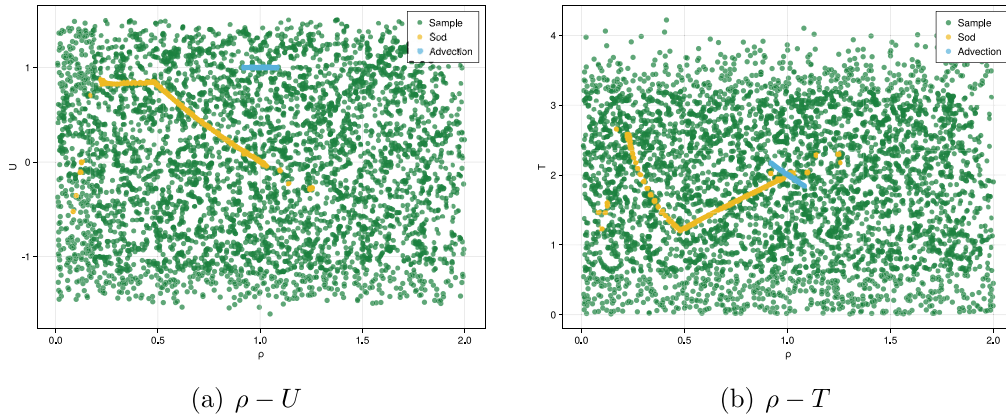 Sample
Sod
Advection
U
1
0
-1
0.0
0.5
1.0
1.5
2.0
ρ
(a) ρ − U
Sample
Sod
Advection
T
4
3
2
1
0
0.0
0.5
1.0
1.5
2.0
ρ
(b) ρ − T